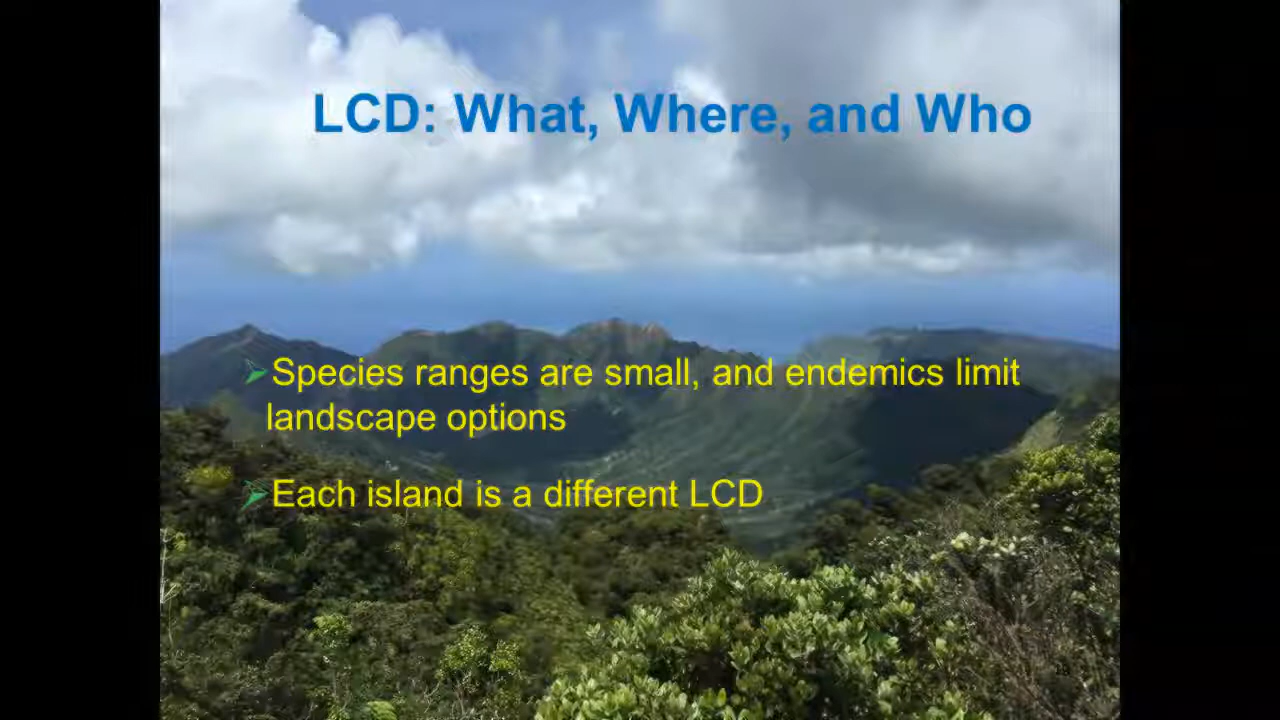 LCD: What, Where, and Who
Species ranges are small, and endemics limit
landscape options
Each island is a different LCD